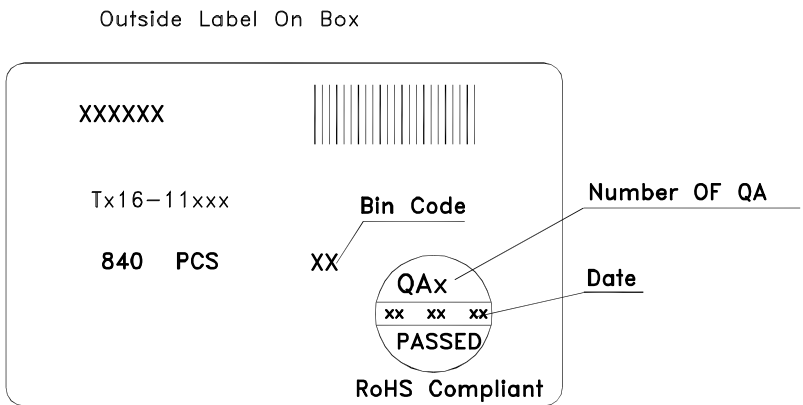 Outside Label On Box
XXXXXX
Tx16-11xxx
Bin Code
Number OF QA
840 PCS
XX
QAx
Date
xx xx xx
PASSED
RoHS Compliant